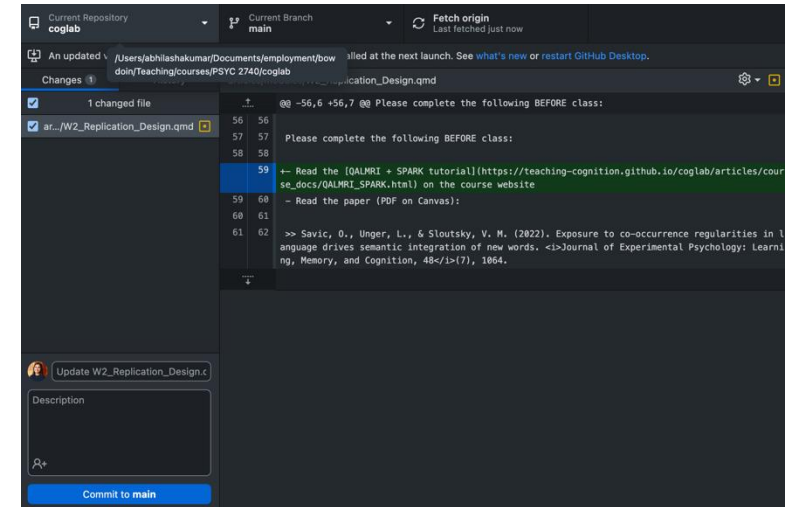 Current Repository
coglab
Current Branch
main
Fetch origin
Last fetched just now
An updated v
alled at the next launch. See what's new or restart GitHub Desktop.
/Users/abhilashakumar/Documents/employment/bow
doin/Teaching/courses/PSYC 2740/coglab
Changes 1
ication_Design.qmd
1 changed file
ar.../W2_Replication_Design.qmd
@@ -56,6 +56,7 @@ Please complete the following BEFORE class:
56 56
57 57 Please complete the following BEFORE class:
58 58
59 +- Read the [QALMRI + SPARK tutorial](https://teaching-cognition.github.io/coglab/articles/cour
se_docs/QALMRI_SPARK.html) on the course website
59 60 - Read the paper (PDF on Canvas):
60 61
61 62 >> Savic, O., Unger, L., & Sloutsky, V. M. (2022). Exposure to co-occurrence regularities in l
anguage drives semantic integration of new words. <i>Journal of Experimental Psychology: Learni
ng, Memory, and Cognition, 48</i>(7), 1064.
Update W2_Replication_Design.c
Description
Commit to main